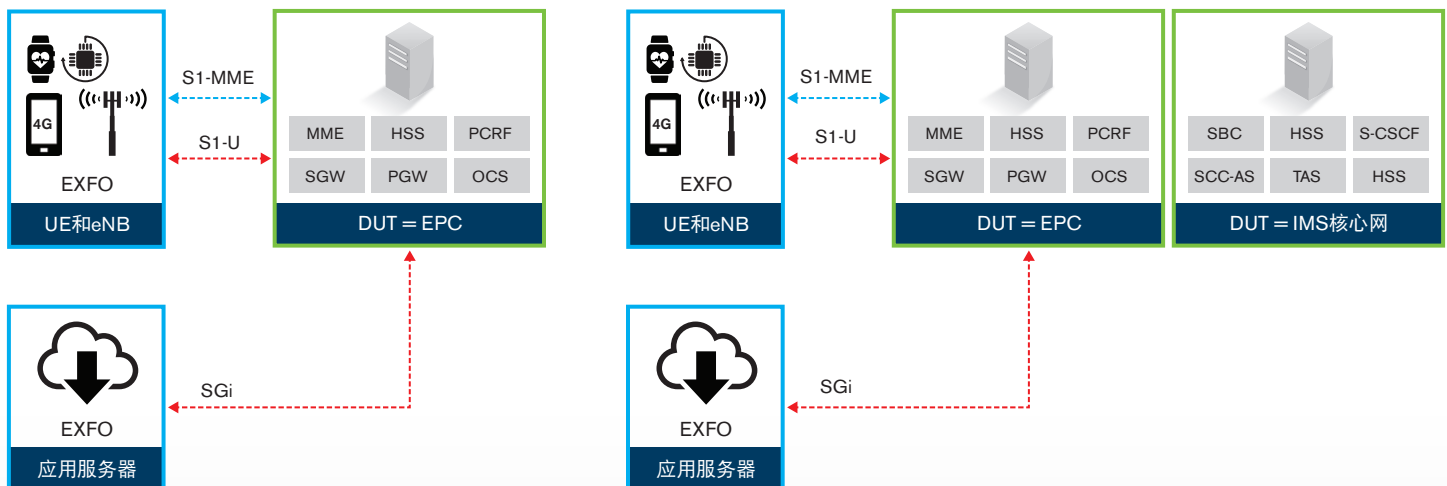 4G
EXFO
UE和eNB
S1-MME
S1-U
MME HSS PCRF
SGW PGW OCS
DUT = EPC
SGi
EXFO
应用服务器
4G
EXFO
UE和eNB
S1-MME
S1-U
MME HSS PCRF
SGW PGW OCS
DUT = EPC
SBC HSS S-CSCF
SCC-AS TAS HSS
DUT = IMS核心网
SGi
EXFO
应用服务器